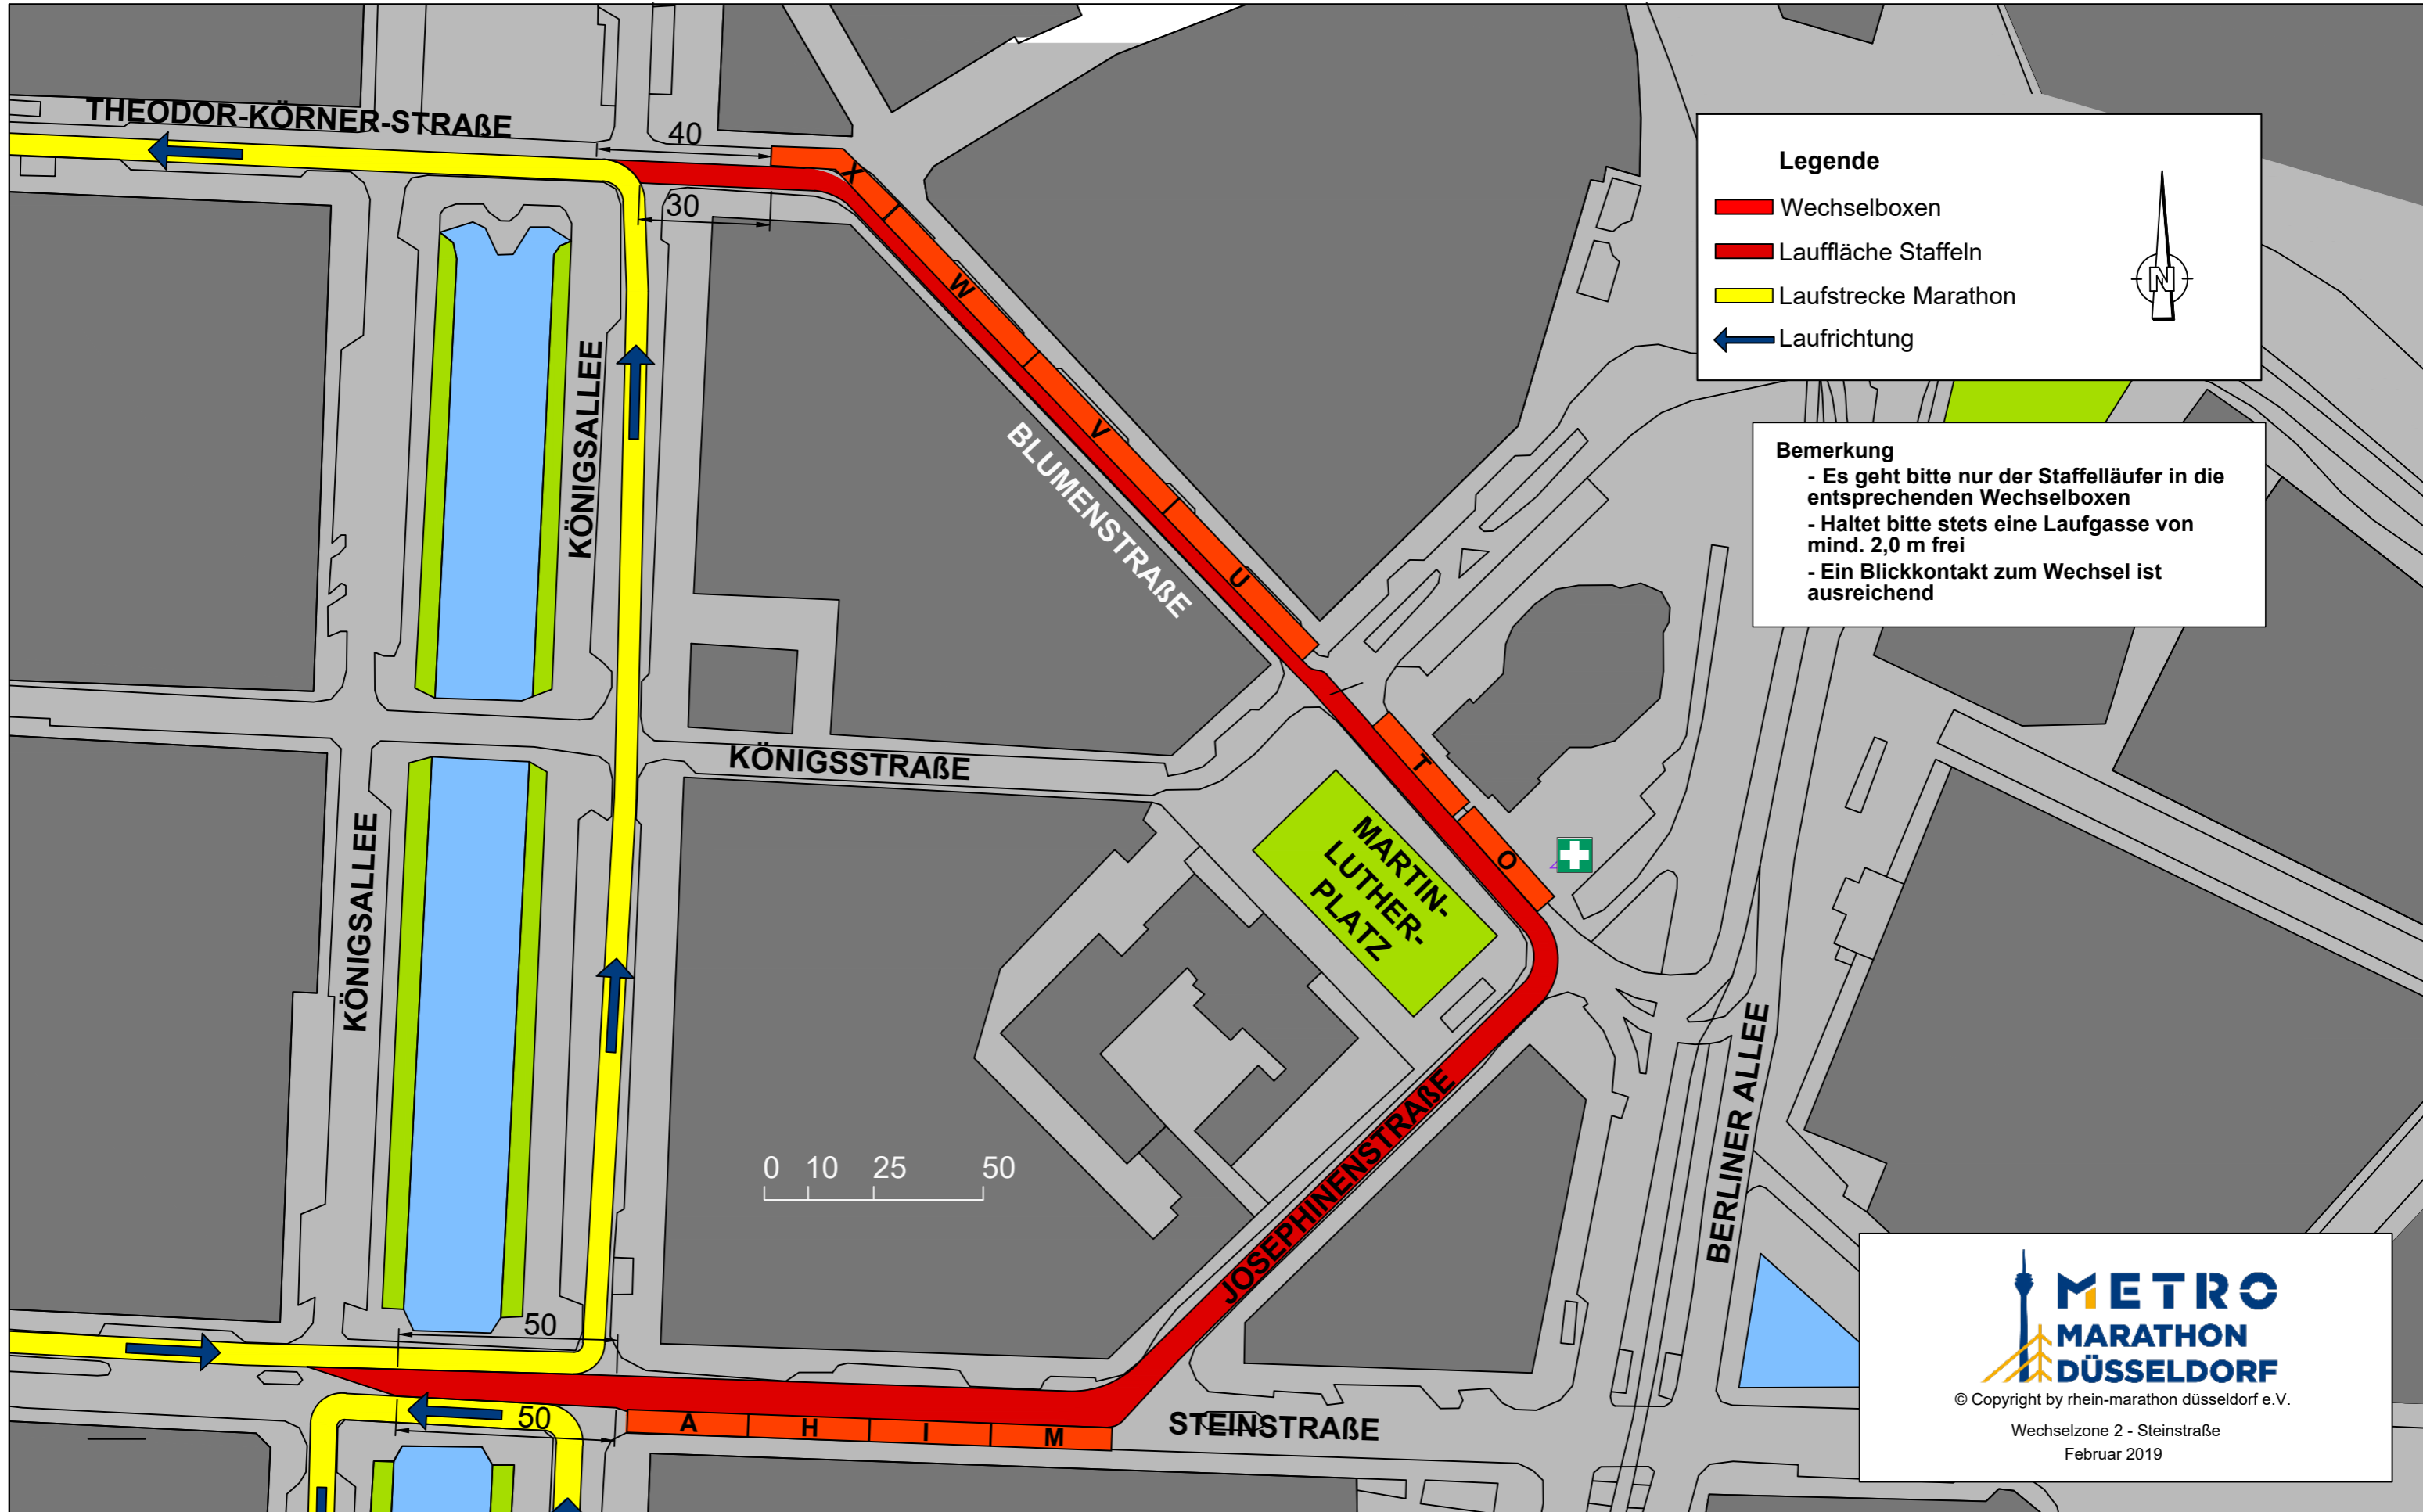 THEODOR-KÖRNER-STRAßE
40
30
X
W
V
U
T
O
KÖNIGSALLEE
BLUMENSTRAßE
KÖNIGSSTRAßE
KÖNIGSALLEE
MARTIN-
LUTHER-
PLATZ
JOSEPHINENSTRAßE
BERLINER ALLEE
0 10 25 50
50
50
A H I M
STEINSTRAßE
Legende
Wechselboxen
Lauffläche Staffeln
Laufstrecke Marathon
Laufrichtung
N
Bemerkung
- Es geht bitte nur der Staffelläufer in die
entsprechenden Wechselboxen
- Haltet bitte stets eine Laufgasse von
mind. 2,0 m frei
- Ein Blickkontakt zum Wechsel ist
ausreichend
METRO
MARATHON
DÜSSELDORF
© Copyright by rhein-marathon düsseldorf e.V.
Wechselzone 2 - Steinstraße
Februar 2019